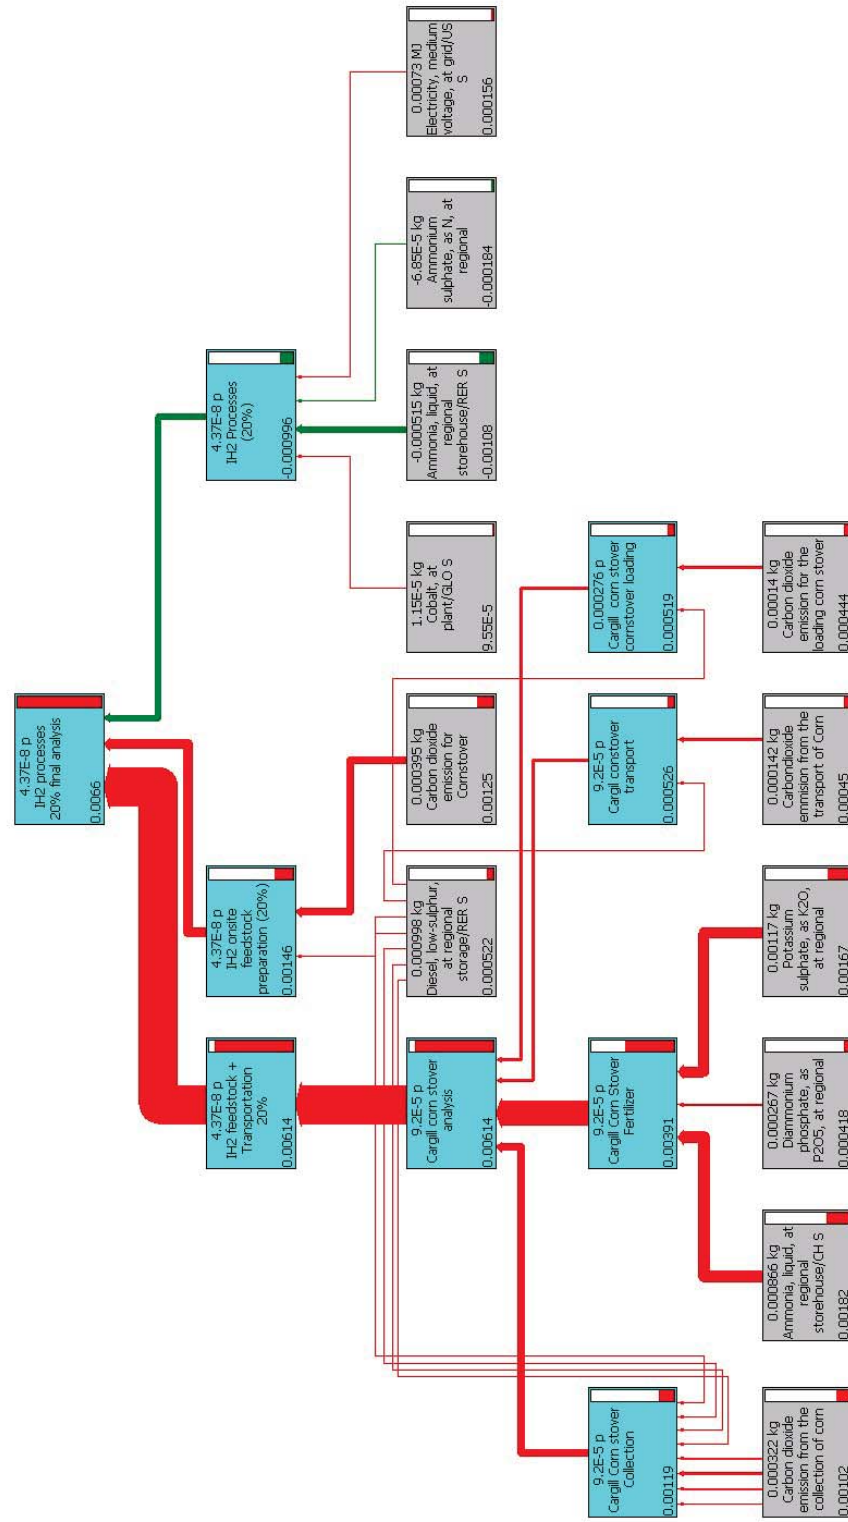 4.37E-8 p
IH2 processes
20% final analysis
0.0066
4.37E-8 p
IH2 feedstock +
Transportation
20%
0.00614
4.37E-8 p
IH2 onsite
feedstock
preparation (20%)
0.00146
4.37E-8 p
IH2 Processes
(20%)
-0.000996
9.2E-5 p
Cargill corn stover
analysis
0.00614
0.000998 kg
Diesel, low-sulphur,
at regional
storage/RER S
0.000522
0.000395 kg
Carbon dioxide
emission for
Cornstover
0.00125
1.15E-5 kg
Cobalt, at
plant/GLO S
9.55E-5
-0.000515 kg
Ammonia, liquid, at
regional
storehouse/RER S
-0.00108
-6.85E-5 kg
Ammonium
sulphate, as N, at
regional
-0.000184
0.00073 MJ
Electricity, medium
voltage, at grid/US
S
0.000156
9.2E-5 p
Cargill Corn stover
Collection
0.00119
9.2E-5 p
Cargill Corn Stover
Fertilizer
0.00391
9.2E-5 p
Cargil constover
transport
0.000526
0.000276 p
Cargill corn stover
cornstover loading
0.000519
0.000322 kg
Carbon dioxide
emission from the
collection of corn
0.00102
0.000866 kg
Ammonia, liquid, at
regional
storehouse/CH S
0.00182
0.000267 kg
Diammonium
phosphate, as
P2O5, at regional
0.000418
0.00117 kg
Potassium
sulphate, as K2O,
at regional
0.00167
0.000142 kg
Carbondioxide
emmision from the
transport of Corn
0.00045
0.00014 kg
Carbon dioxide
emission for the
loading corn stover
0.000444